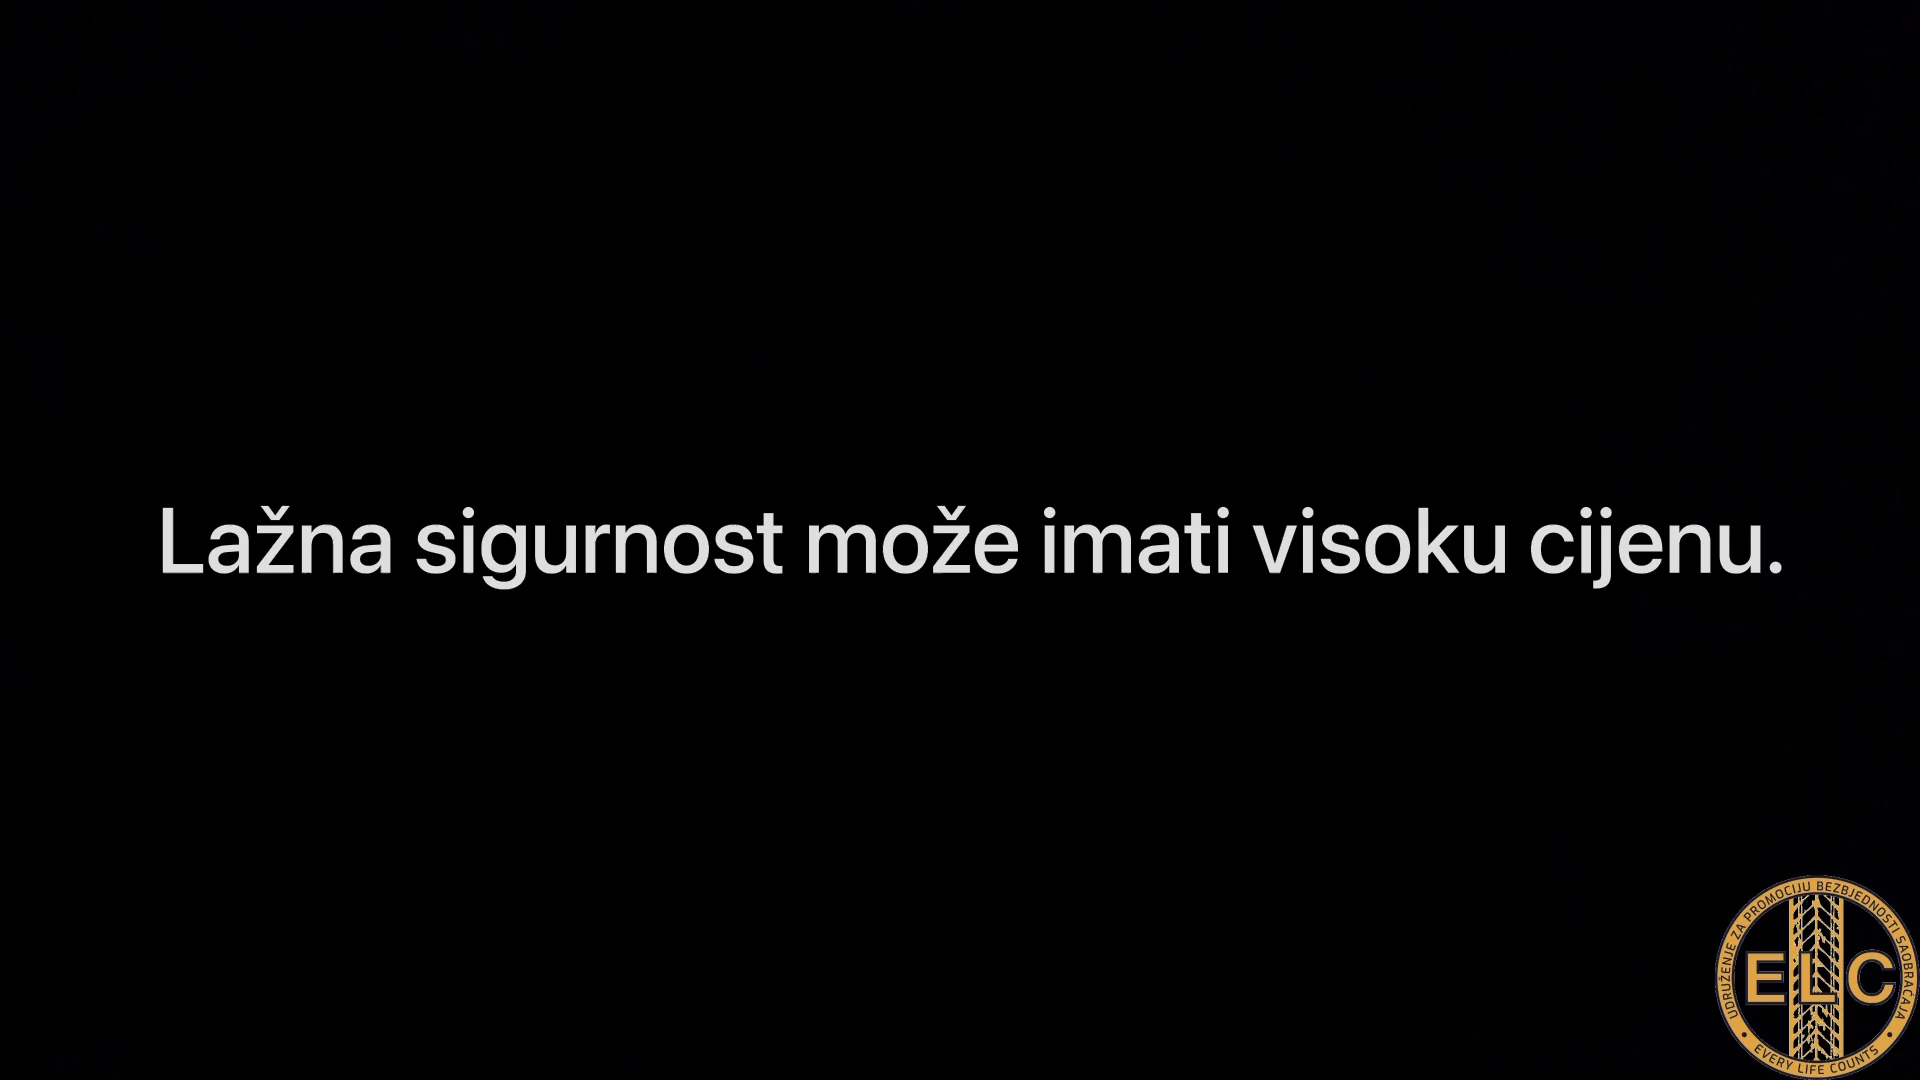 Lažna sigurnost može imati visoku cijenu.
UDRUŽENJE ZA PROMOCIJU BEZBJEDNOSTI SAOBRAĆAJA
ELC
EVERY LIFE COUNTS